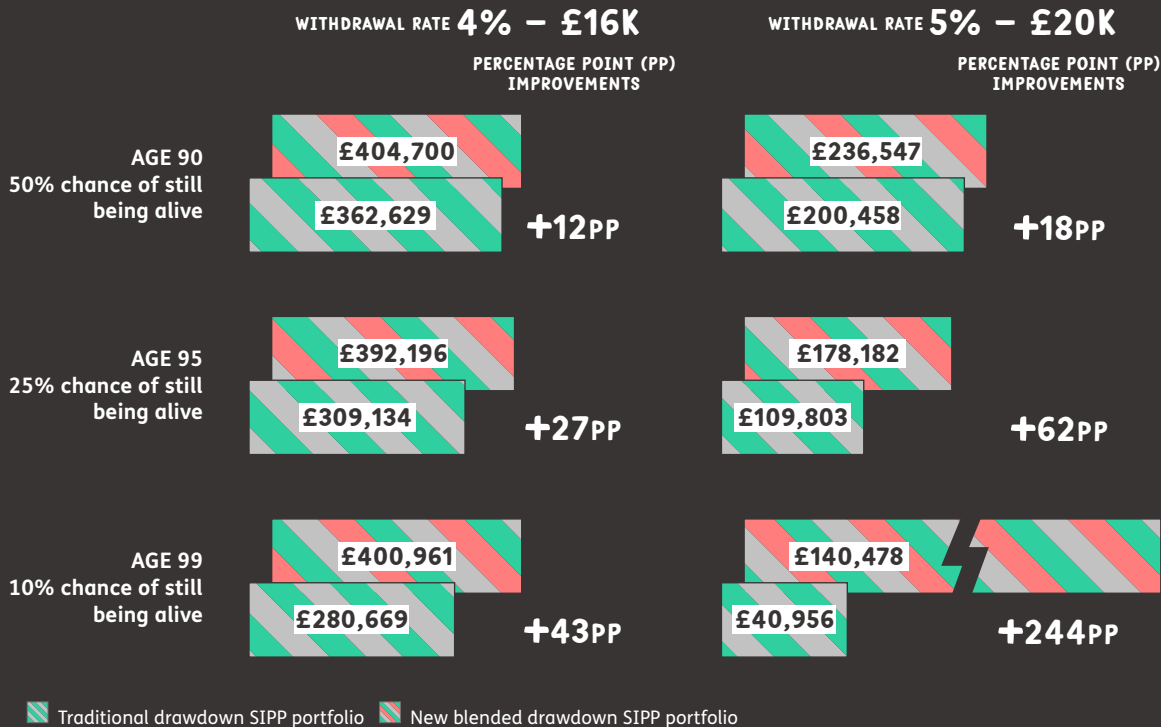 WITHDRAWAL RATE 4% – £16K
WITHDRAWAL RATE 5% – £20K
PERCENTAGE POINT (PP)
IMPROVEMENTS
PERCENTAGE POINT (PP)
IMPROVEMENTS
AGE 90
50% chance of still
being alive
£404,700
£362,629
+12PP
£236,547
£200,458
+18PP
AGE 95
25% chance of still
being alive
£392,196
£309,134
+27PP
£178,182
£109,803
+62PP
AGE 99
10% chance of still
being alive
£400,961
£280,669
+43PP
£140,478
£40,956
+244PP
Traditional drawdown SIPP portfolio
New blended drawdown SIPP portfolio